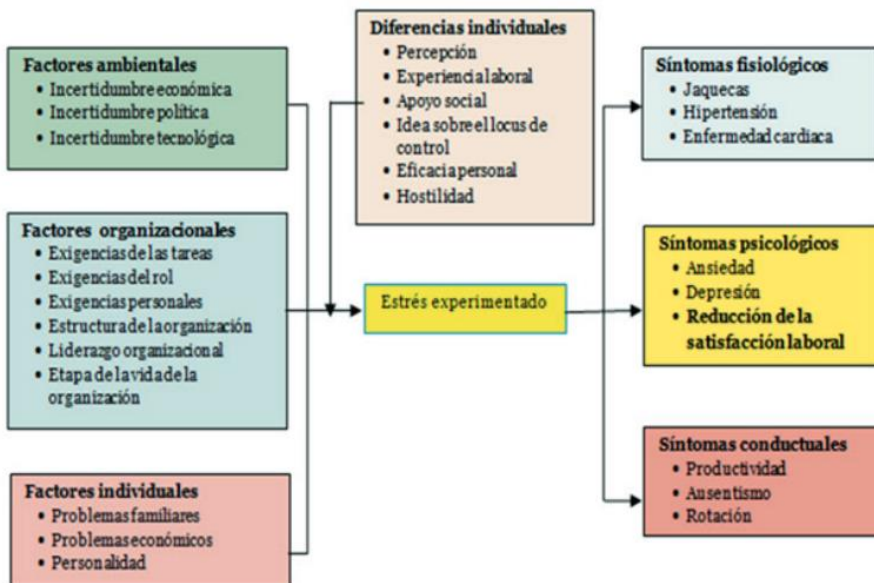 Factores ambientales
• Incertidumbre económica
• Incertidumbre política
• Incertidumbre tecnológica
Factores organizacionales
• Exigencias de las tareas
• Exigencias del rol
• Exigencias personales
• Estructura de la organización
• Liderazgo organizacional
• Etapa de la vida de la
organización
Factores individuales
• Problemas familiares
• Problemas económicos
• Personalidad
Diferencias individuales
• Percepción
• Experiencia laboral
• Apoyo social
• Idea sobre el locus de
control
• Eficacia personal
• Hostilidad
Estrés experimentado
Síntomas fisiológicos
• Jaquecas
• Hipertensión
• Enfermedad cardiaca
Síntomas psicológicos
• Ansiedad
• Depresión
• Reducción de la
satisfacción laboral
Síntomas conductuales
• Productividad
• Ausentismo
• Rotación